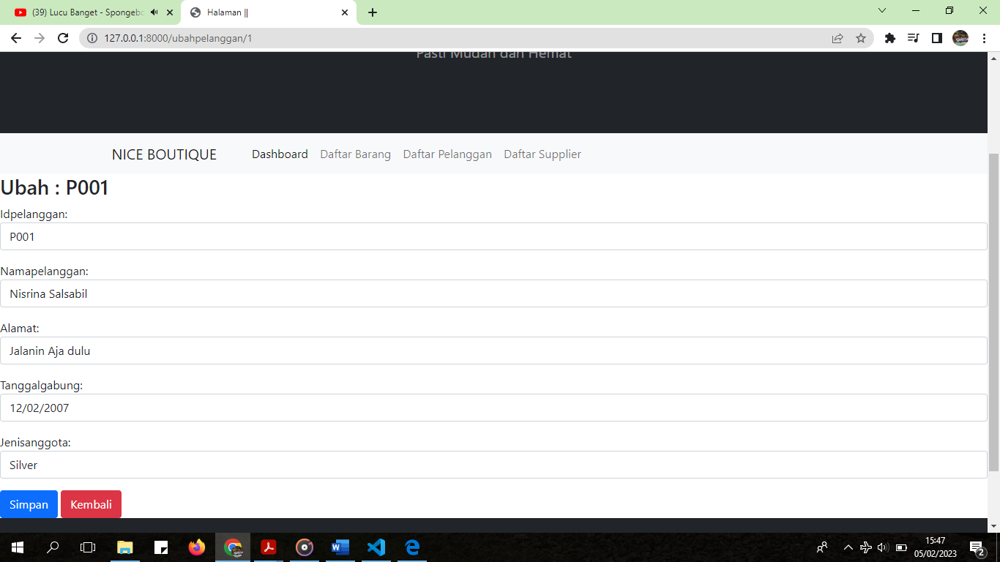 (39) Lucu Banget - Spongebo
Halaman ||
127.0.0.1:8000/ubahpelanggan/1
Pasti Mudah dan Hemat
NICE BOUTIQUE Dashboard Daftar Barang Daftar Pelanggan Daftar Supplier
Ubah : P001
Idpelanggan:
P001
Namapelanggan:
Nisrina Salsabil
Alamat:
Jalanin Aja dulu
Tanggalgabung:
12/02/2007
Jenisanggota:
Silver
Simpan Kembali
15:47
05/02/2023
2